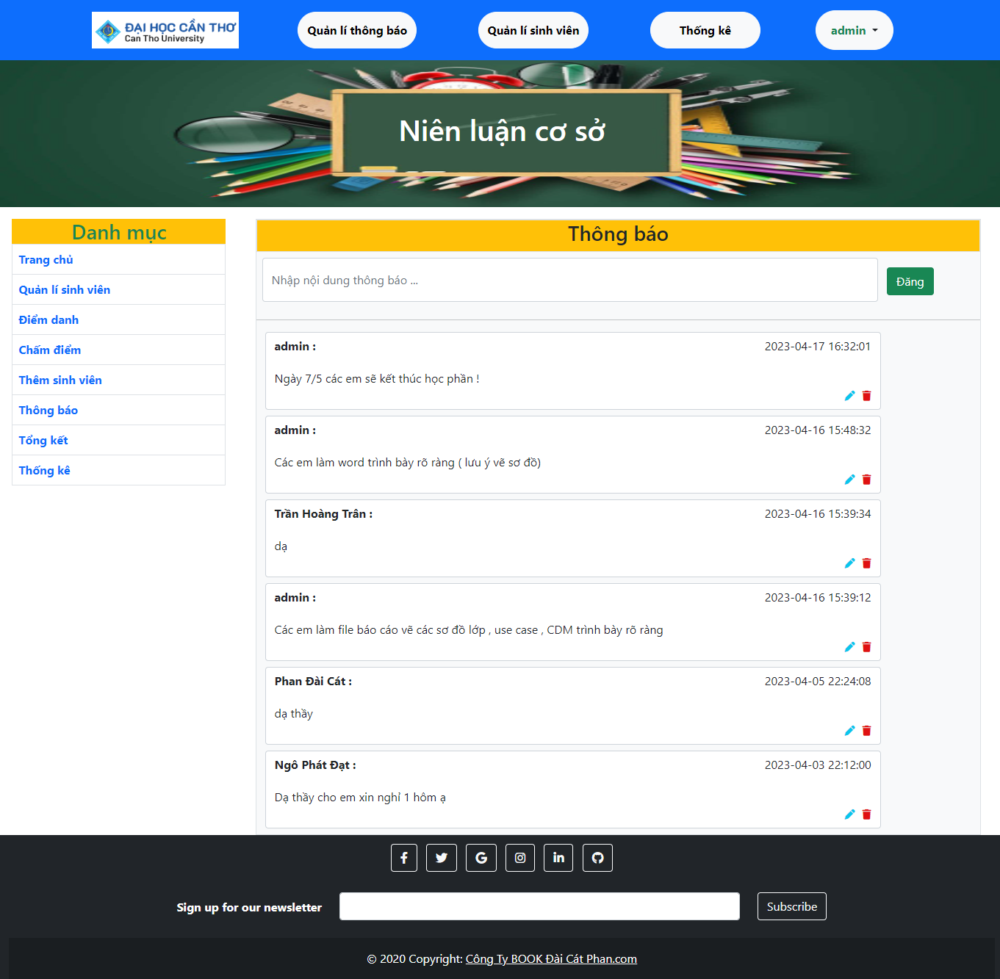 ĐẠI HỌC CẦN THƠ
Can Tho University
Quản lí thông báo
Quản lí sinh viên
Thống kê
admin
Niên luận cơ sở
Danh mục
Trang chủ
Quản lí sinh viên
Điểm danh
Chấm điểm
Thêm sinh viên
Thông báo
Tổng kết
Thống kê
Thông báo
Nhập nội dung thông báo ...
Đăng
admin : 2023-04-17 16:32:01
Ngày 7/5 các em sẽ kết thúc học phần !
admin : 2023-04-16 15:48:32
Các em làm word trình bày rõ ràng ( lưu ý vẽ sơ đồ)
Trần Hoàng Trân : 2023-04-16 15:39:34
dạ
admin : 2023-04-16 15:39:12
Các em làm file báo cáo vẽ các sơ đồ lớp , use case , CDM trình bày rõ ràng
Phan Đài Cát : 2023-04-05 22:24:08
dạ thầy
Ngô Phát Đạt : 2023-04-03 22:12:00
Dạ thầy cho em xin nghỉ 1 hôm ạ
Sign up for our newsletter
Subscribe
© 2020 Copyright: Công Ty BOOK Đài Cát Phan.com